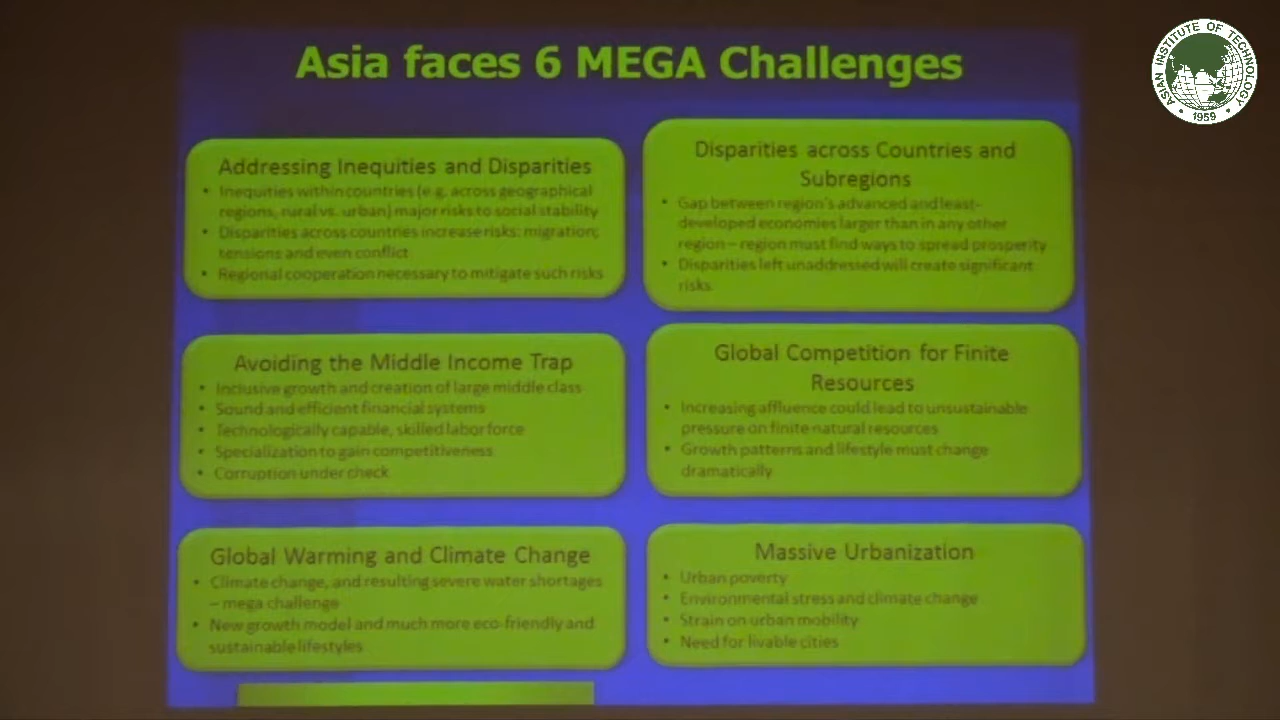 Asia faces 6 MEGA Challenges
Addressing Inequities and Disparities
• Inequities within countries (e.g. across geographical
regions, rural vs. urban) major risks to social stability
• Disparities across countries increase risks: migration;
tensions and even conflict
• Regional cooperation necessary to mitigate such risks
Disparities across Countries and
Subregions
• Gap between region's advanced and least-
developed economies larger than in any other
region – region must find ways to spread prosperity
• Disparities left unaddressed will create significant
risks
Avoiding the Middle Income Trap
• Inclusive growth and creation of large middle class
• Sound and efficient financial systems
• Technologically capable, skilled labor force
• Specialization to gain competitiveness
• Corruption under check
Global Competition for Finite
Resources
• Increasing affluence could lead to unsustainable
pressure on finite natural resources
• Growth patterns and lifestyle must change
dramatically
Global Warming and Climate Change
• Climate change, and resulting severe water shortages
– mega challenge
• New growth model and much more eco-friendly and
sustainable lifestyles
Massive Urbanization
• Urban poverty
• Environmental stress and climate change
• Strain on urban mobility
• Need for livable cities
ASIAN INSTITUTE OF TECHNOLOGY
• 1959 •